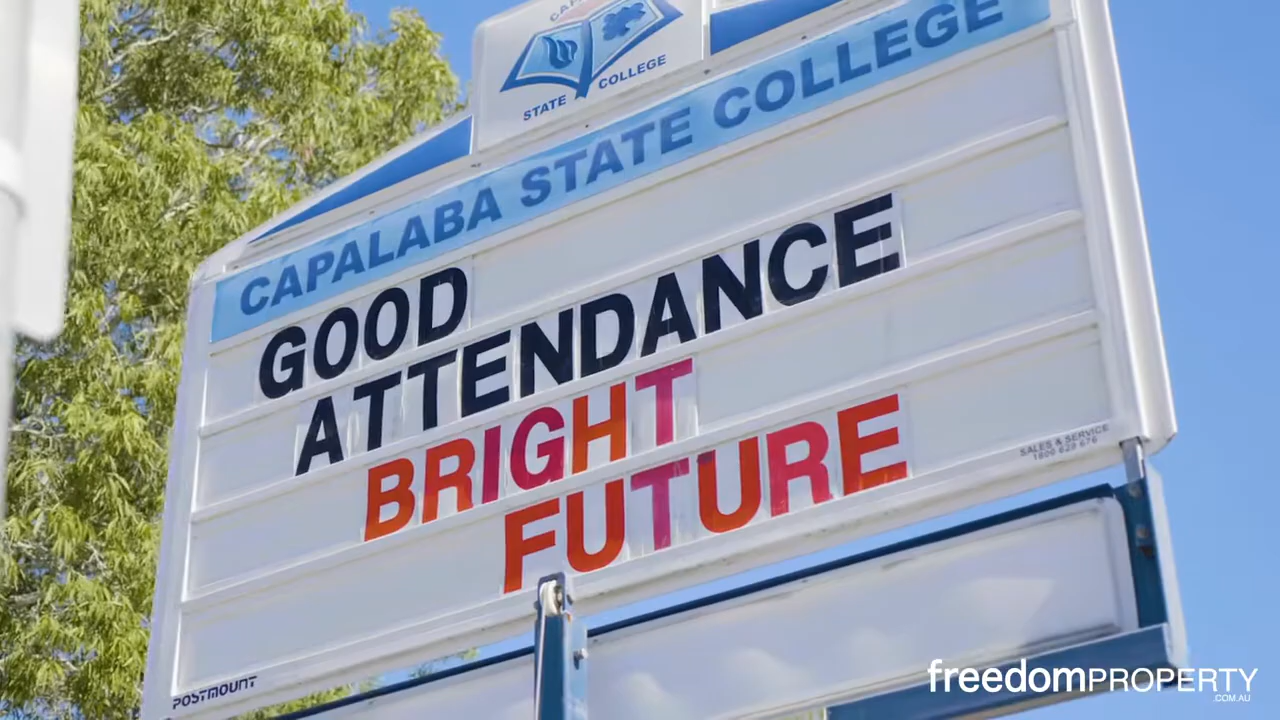 STATE COLLEGE
CAPALABA STATE COLLEGE
GOOD
ATTENDANCE
BRIGHT
FUTURE
SALES & SERVICE
POSTMOUNT
freedomPROPERTY
.COM.AU